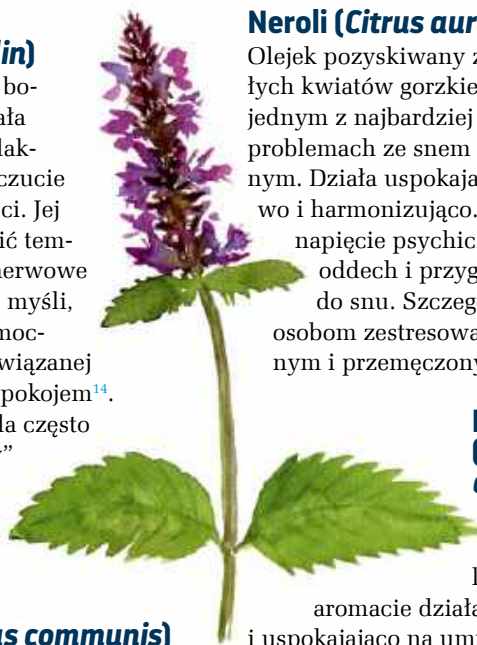 lin)
bo-
ała
lak-
czucie
ci. Jej
ić tem-
nerwowe
myśli,
moc-
wiązanej
pokojem¹⁴.
la często
”
us communis)
Neroli (Citrus aur
Olejek pozyskiwany z
łych kwiatów gorzkie
jednym z najbardziej
problemach ze snem
nym. Działa uspokaja
wo i harmonizująco.
napięcie psychic
oddech i przyg
do snu. Szczeg
osobom zestresowa
nym i przemęczony
l
aromacie działa
i uspokajająco na um